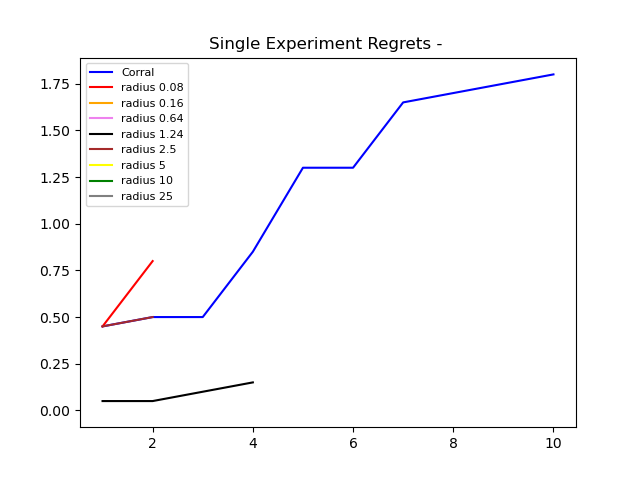 Single Experiment Regrets -
Corral
radius 0.08
radius 0.16
radius 0.64
radius 1.24
radius 2.5
radius 5
radius 10
radius 25
1.75
1.50
1.25
1.00
0.75
0.50
0.25
0.00
2 4 6 8 10